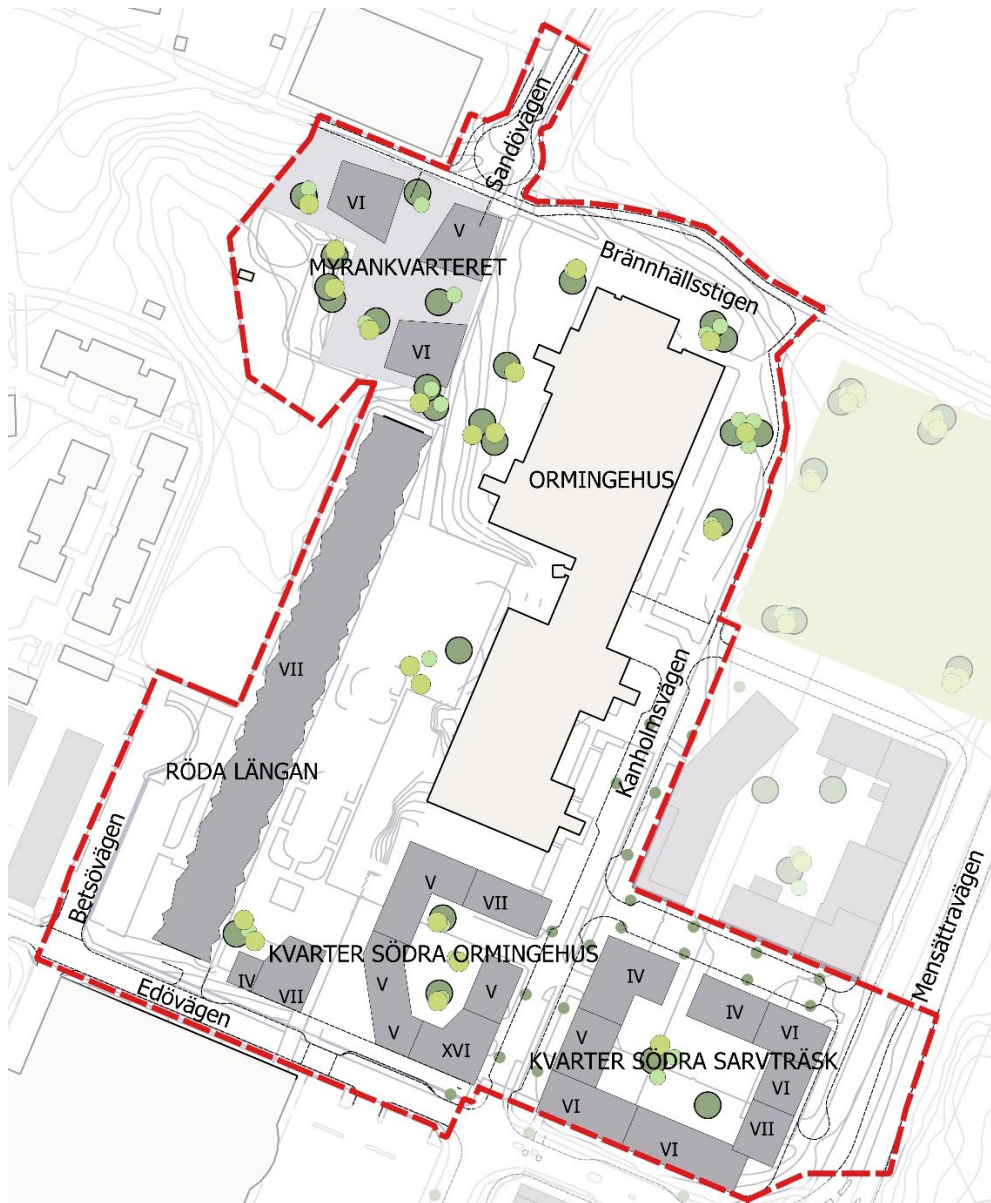 Sandövägen
VI
V
MYRANKVARTERET
Brännhällsstigen
VI
ORMINGEHUS
VII
Kanholmsvägen
RÖDA LÄNGAN
Betsövägen
Mensättravägen
V
VII
KVARTER SÖDRA ORMINGEHUS
IV
VII
V
V
V
XVI
Edövägen
IV
IV
V
VI
KVARTER SÖDRA SARVTRÄSK
VI
VI
VII
VI